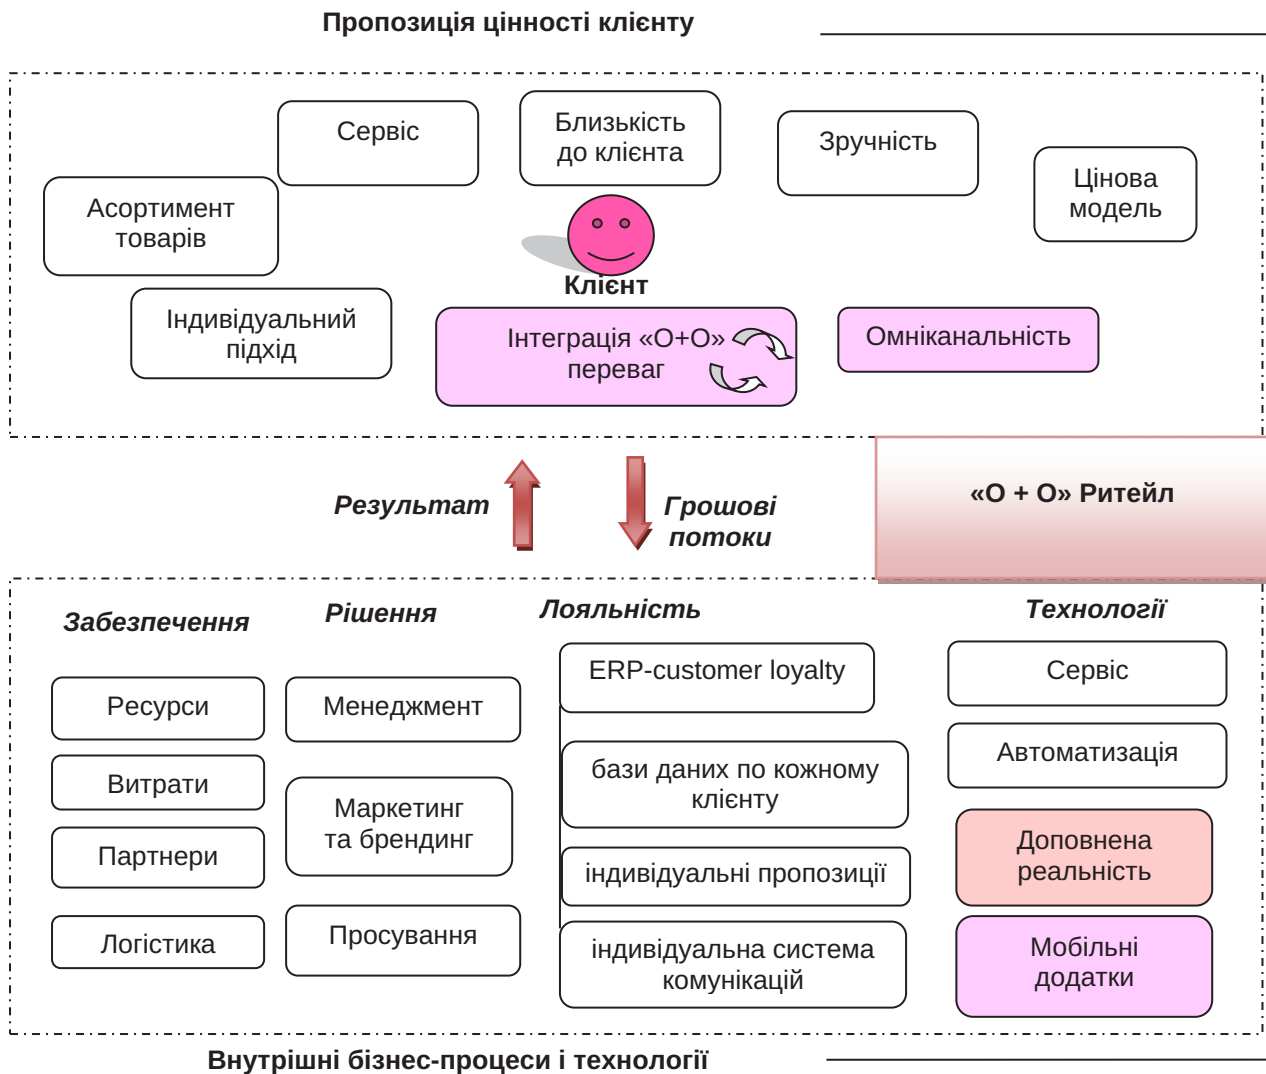 Пропозиція цінності клієнту
Сервіс
Близькість
до клієнта
Зручність
Цінова
модель
Асортимент
товарів
Клієнт
Індивідуальний
підхід
Інтеграція «О+О»
переваг
Омніканальність
Результат
Грошові
потоки
«О + О» Ритейл
Забезпечення
Ресурси
Витрати
Партнери
Логістика
Рішення
Менеджмент
Маркетинг
та брендинг
Просування
Лояльність
ERP-customer loyalty
бази даних по кожному
клієнту
індивідуальні пропозиції
індивідуальна система
комунікацій
Технології
Сервіс
Автоматизація
Доповнена
реальність
Мобільні
додатки
Внутрішні бізнес-процеси і технології